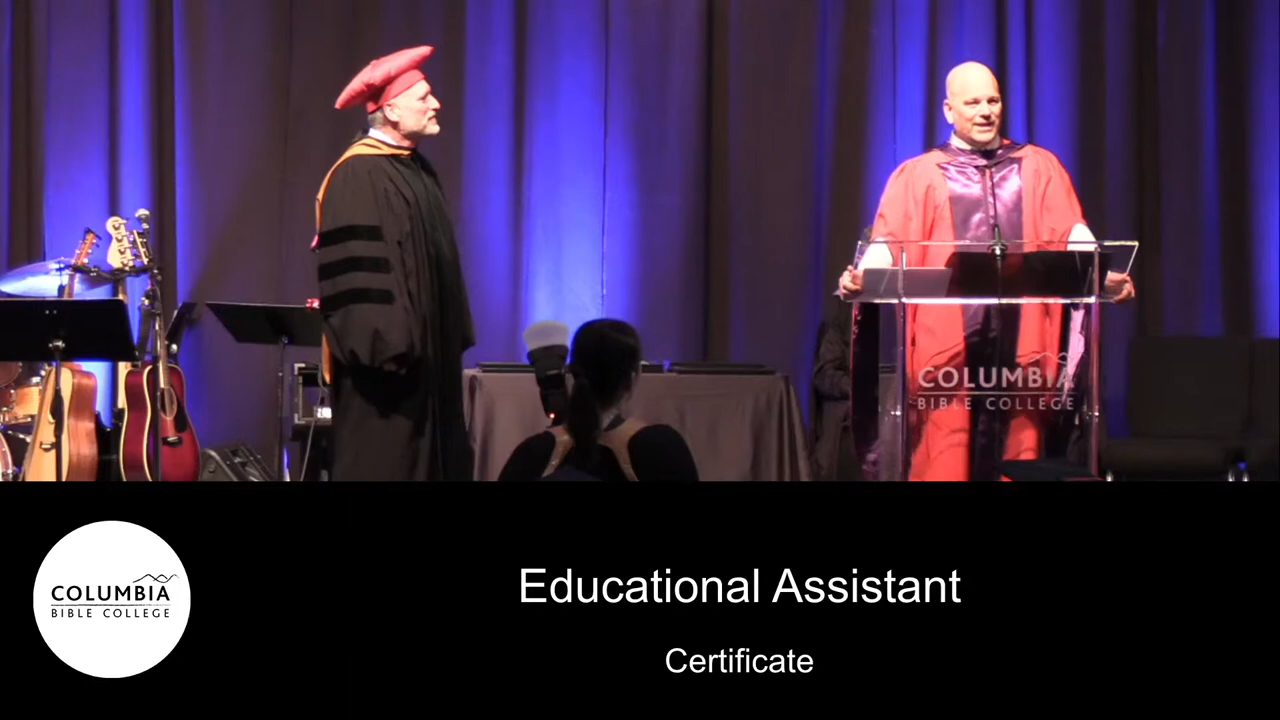 COLUMBIA
BIBLE COLLEGE
COLUMBIA
BIBLE COLLEGE
Educational Assistant
Certificate